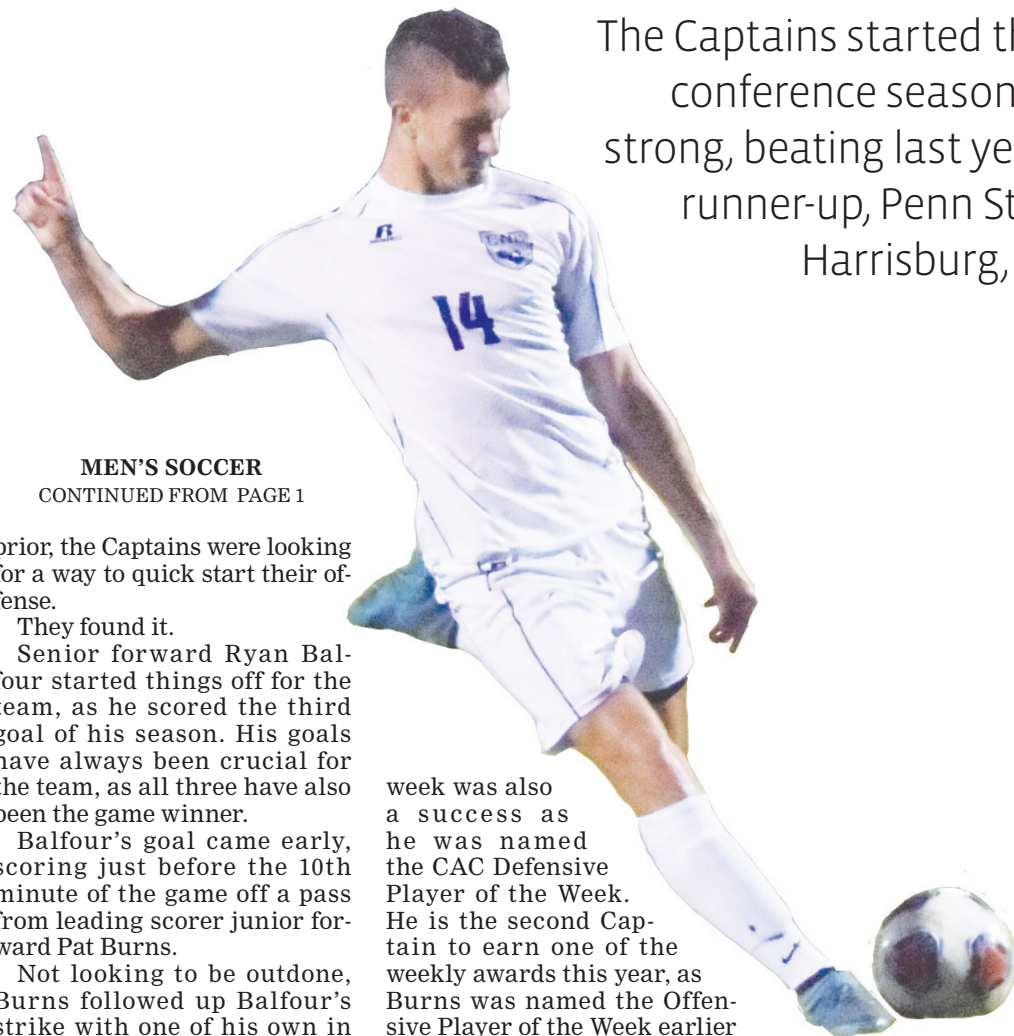 The Captains started th
conference season
strong, beating last ye
runner-up, Penn St
Harrisburg,
14
MEN’S SOCCER
CONTINUED FROM PAGE 1
prior, the Captains were looking
for a way to quick start their of-
fense.
They found it.
Senior forward Ryan Bal-
four started things off for the
team, as he scored the third
goal of his season. His goals
have always been crucial for
the team, as all three have also
been the game winner.
Balfour’s goal came early,
scoring just before the 10th
minute of the game off a pass
from leading scorer junior for-
ward Pat Burns.
Not looking to be outdone,
Burns followed up Balfour’s
strike with one of his own in
week was also
a success as
he was named
the CAC Defensive
Player of the Week.
He is the second Cap-
tain to earn one of the
weekly awards this year, as
Burns was named the Offen-
sive Player of the Week earlier